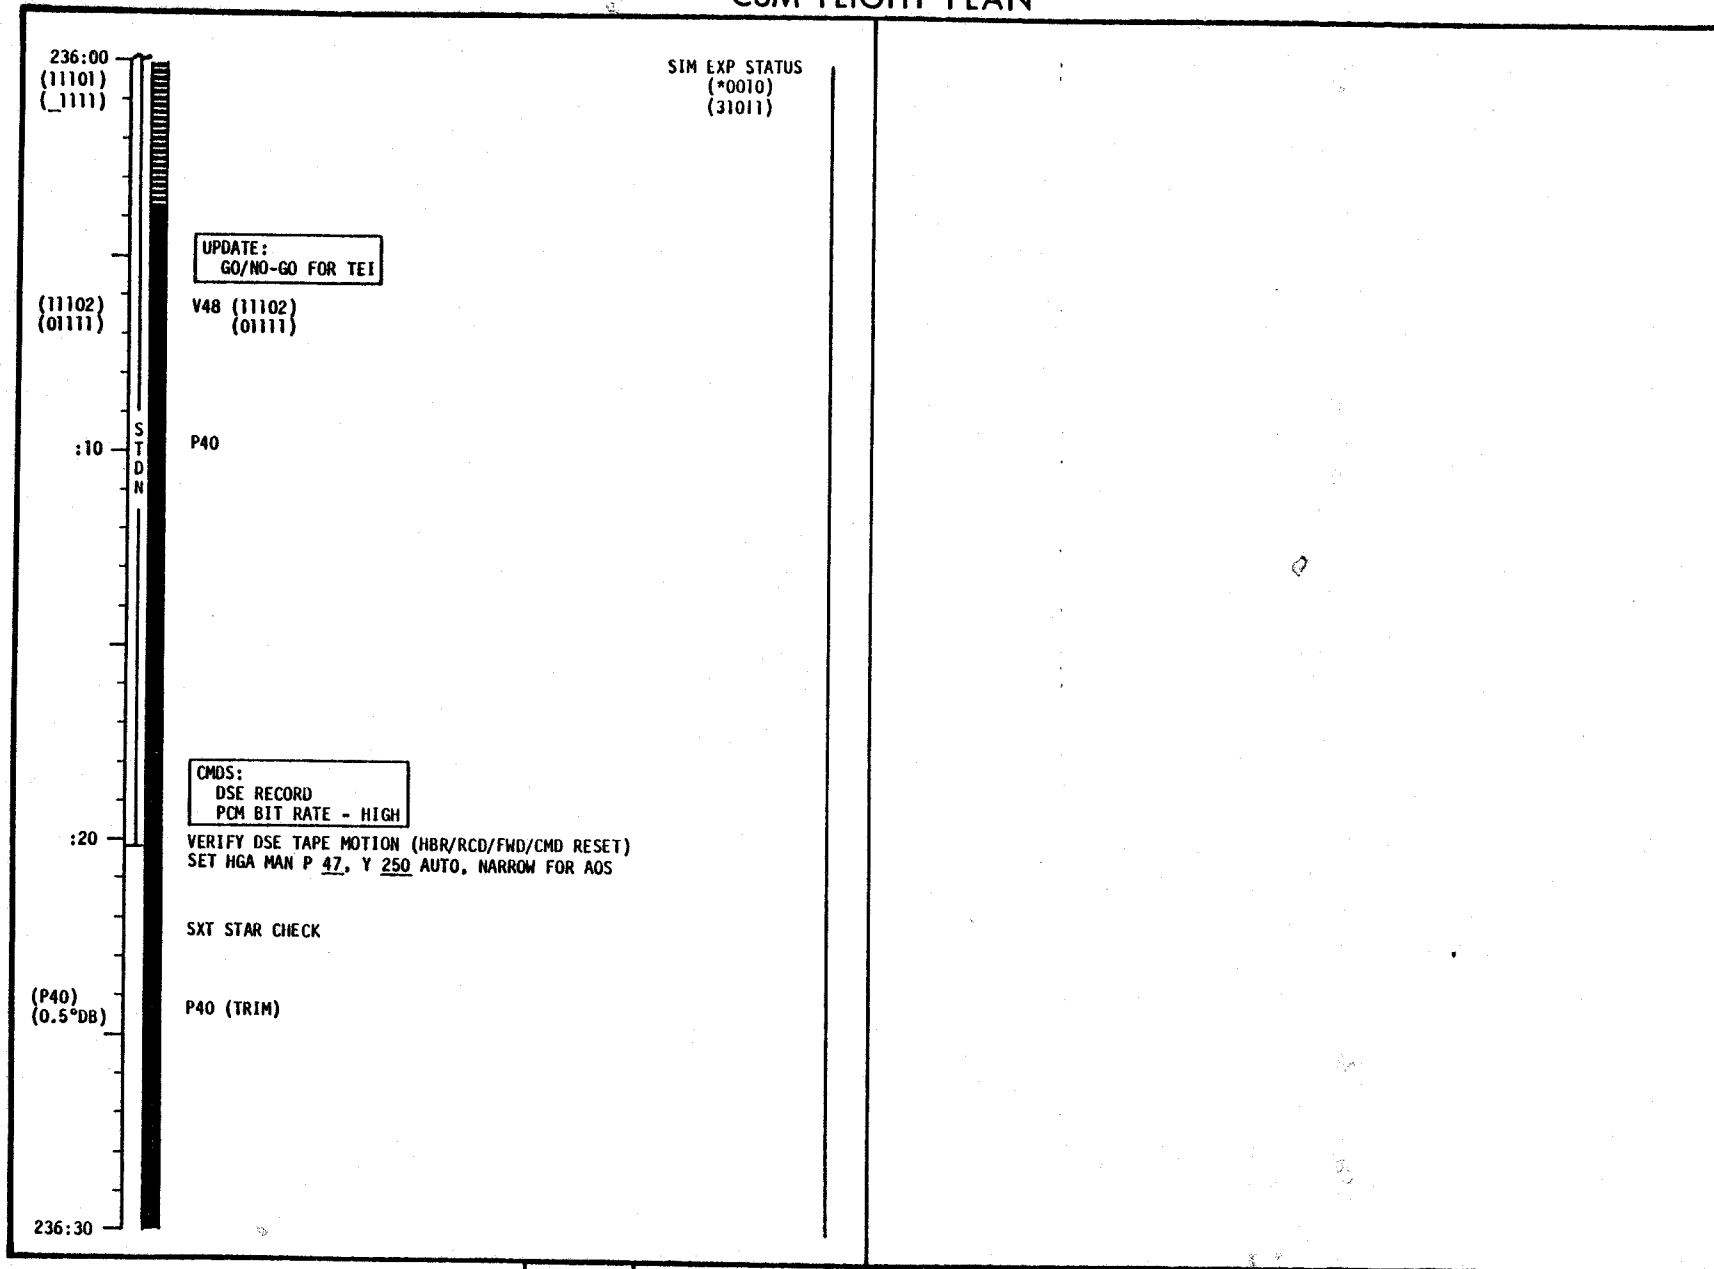 CSM FLIGHT PLAN
236:00
(11101)
(_1111)
SIM EXP STATUS
(*0010)
(31011)
UPDATE:
GO/NO-GO FOR TEI
(11102)
(01111)
V48 (11102)
(01111)
STDN
:10
P40
CMDS:
DSE RECORD
PCM BIT RATE - HIGH
:20
VERIFY DSE TAPE MOTION (HBR/RCD/FWD/CMD RESET)
SET HGA MAN P 47, Y 250 AUTO, NARROW FOR AOS
SXT STAR CHECK
(P40)
(0.5°DB)
P40 (TRIM)
236:30